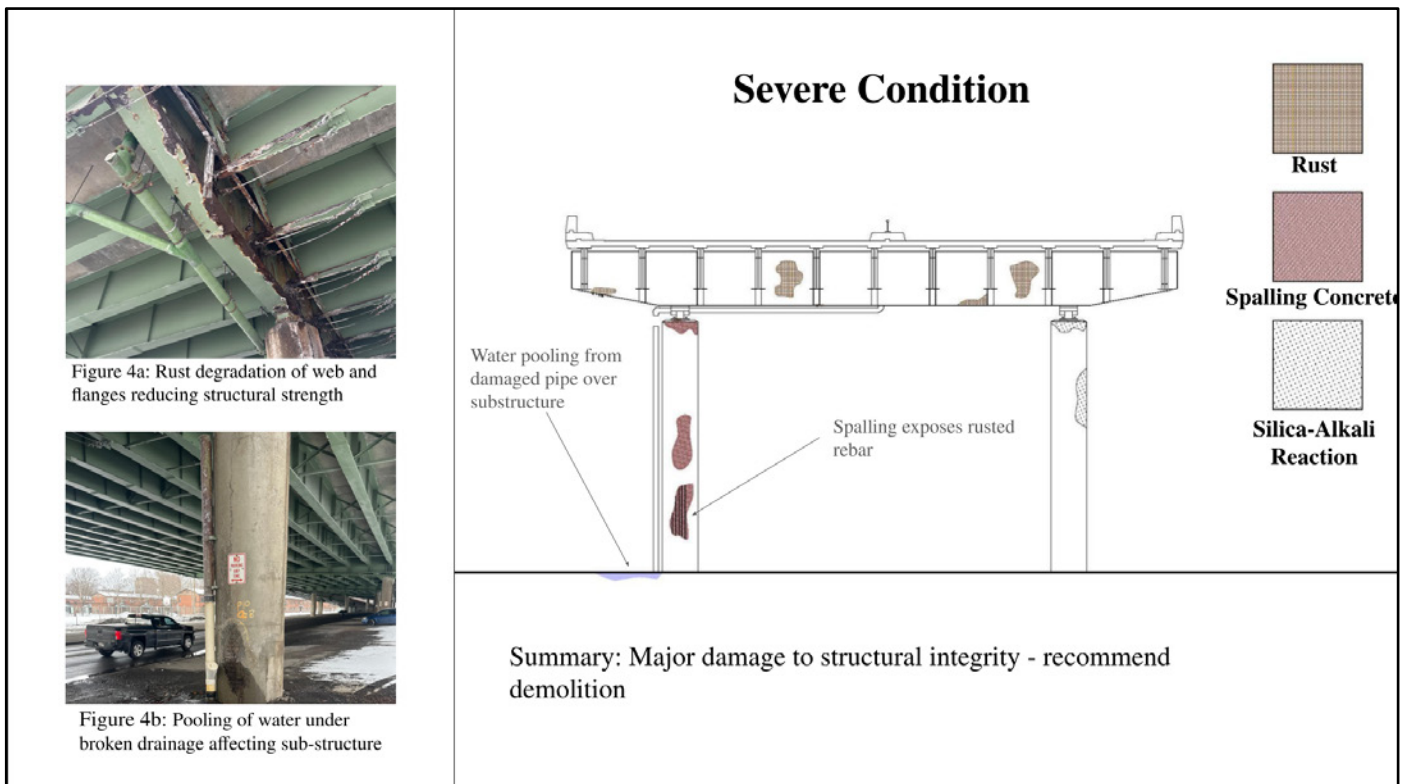 Severe Condition
Rust
Spalling Concrete
Silica-Alkali
Reaction
Water pooling from
damaged pipe over
substructure
Spalling exposes rusted
rebar
Figure 4a: Rust degradation of web and
flanges reducing structural strength
NO
Figure 4b: Pooling of water under
broken drainage affecting sub-structure
Summary: Major damage to structural integrity - recommend
demolition